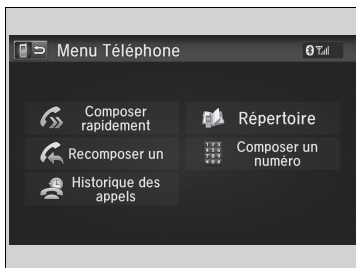 Menu Téléphone
Composer
rapidement
Répertoire
Recomposer un
Composer un
numéro
Historique des
appels